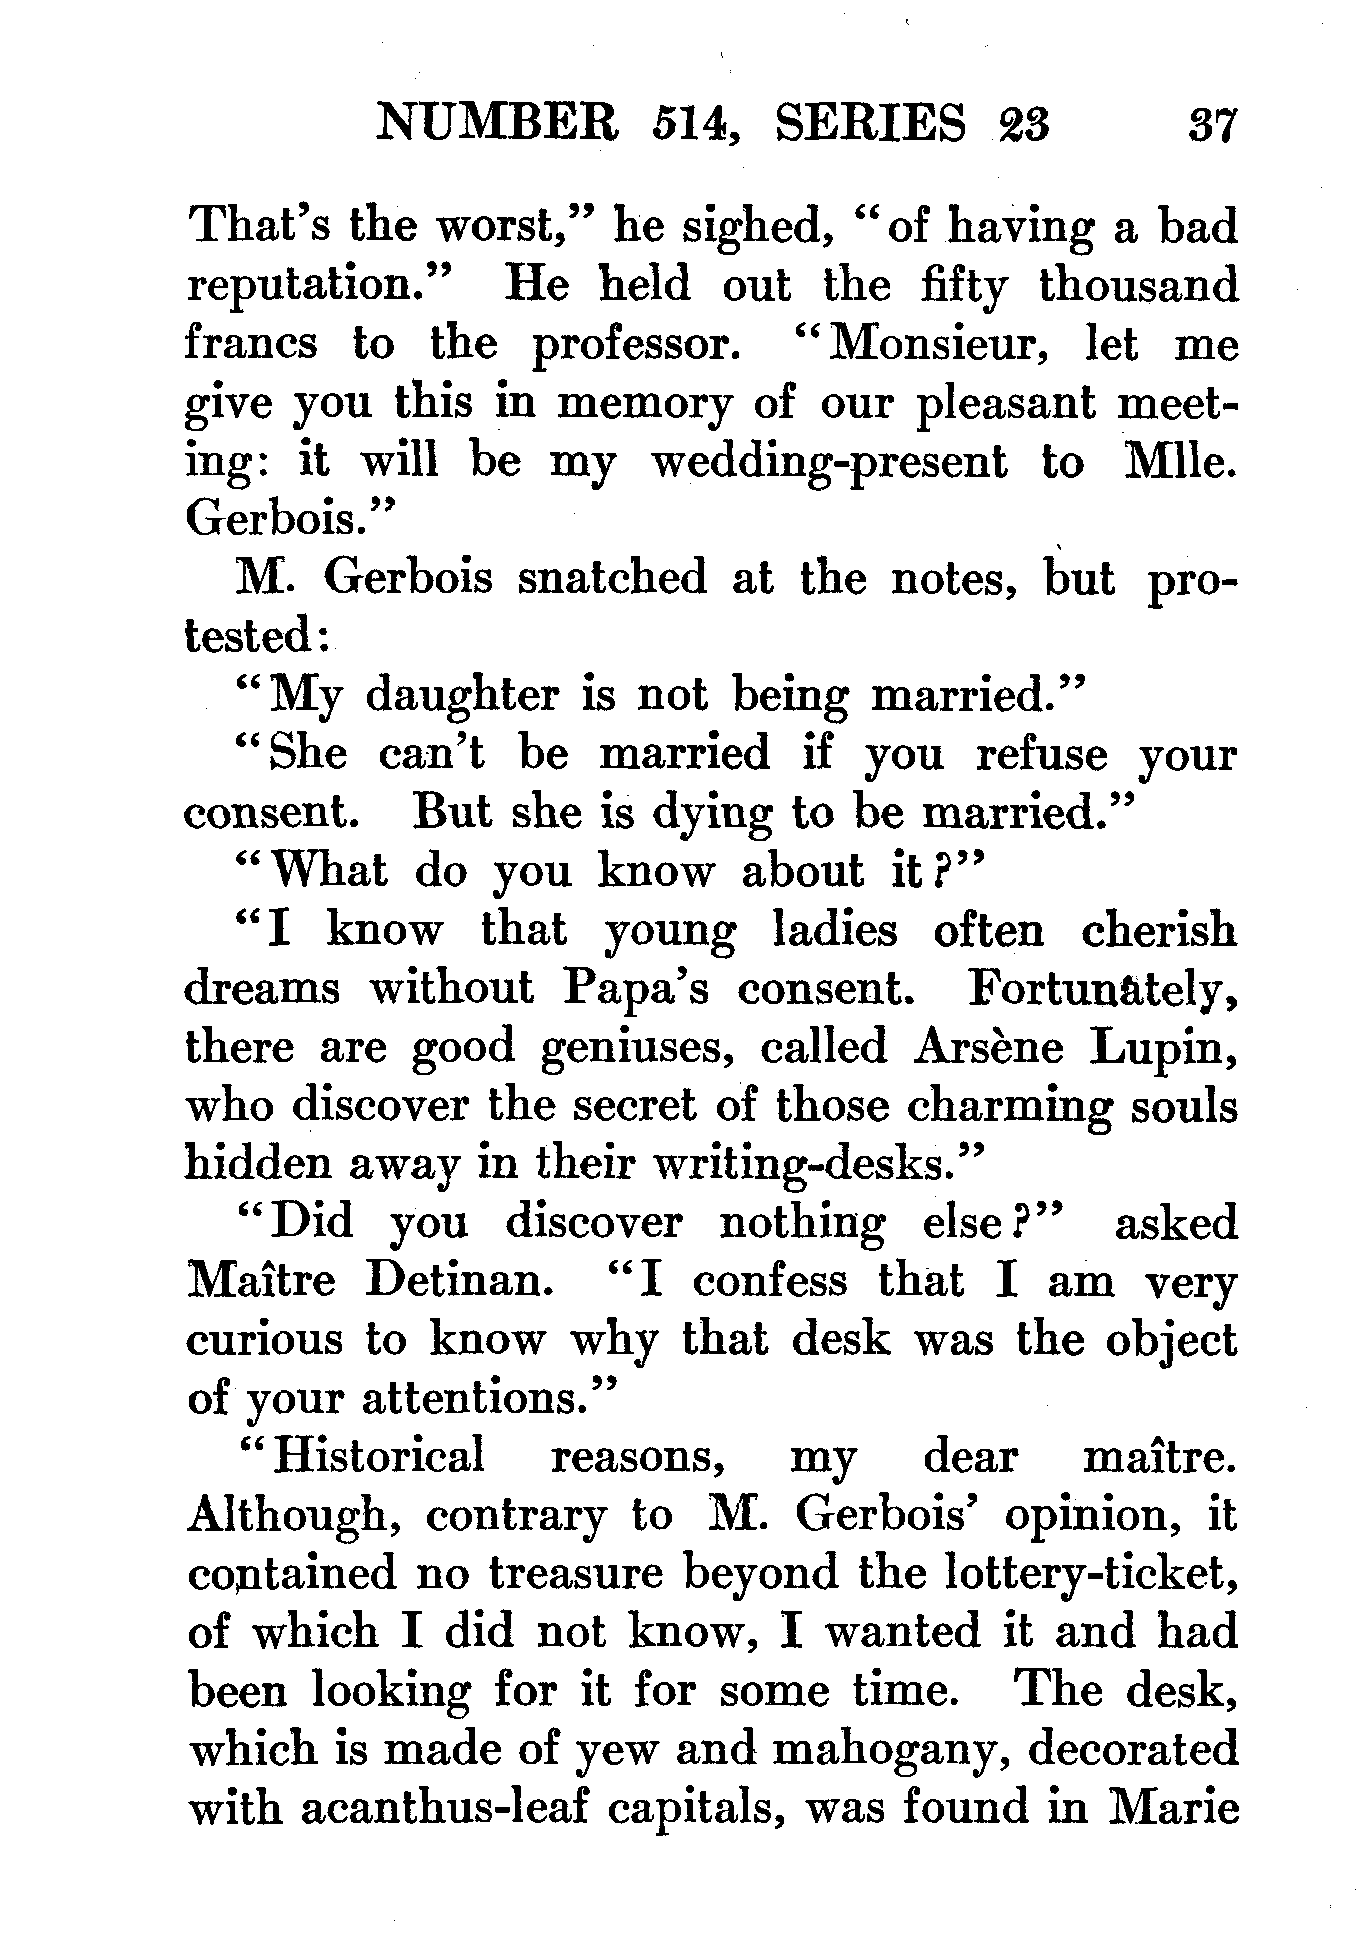 NUMBER 514, SERIES 23 37
That's the worst," he sighed, "of having a bad
reputation." He held out the fifty thousand
francs to the professor. "Monsieur, let me
give you this in memory of our pleasant meet-
ing: it will be my wedding-present to Mlle.
Gerbois."
M. Gerbois snatched at the notes, but pro-
tested:
"My daughter is not being married."
"She can't be married if you refuse your
consent. But she is dying to be married."
"What do you know about it?"
"I know that young ladies often cherish
dreams without Papa's consent. Fortunately,
there are good geniuses, called Arsène Lupin,
who discover the secret of those charming souls
hidden away in their writing-desks."
"Did you discover nothing else?" asked
Maître Detinan. "I confess that I am very
curious to know why that desk was the object
of your attentions."
"Historical reasons, my dear maître.
Although, contrary to M. Gerbois' opinion, it
contained no treasure beyond the lottery-ticket,
of which I did not know, I wanted it and had
been looking for it for some time. The desk,
which is made of yew and mahogany, decorated
with acanthus-leaf capitals, was found in Marie